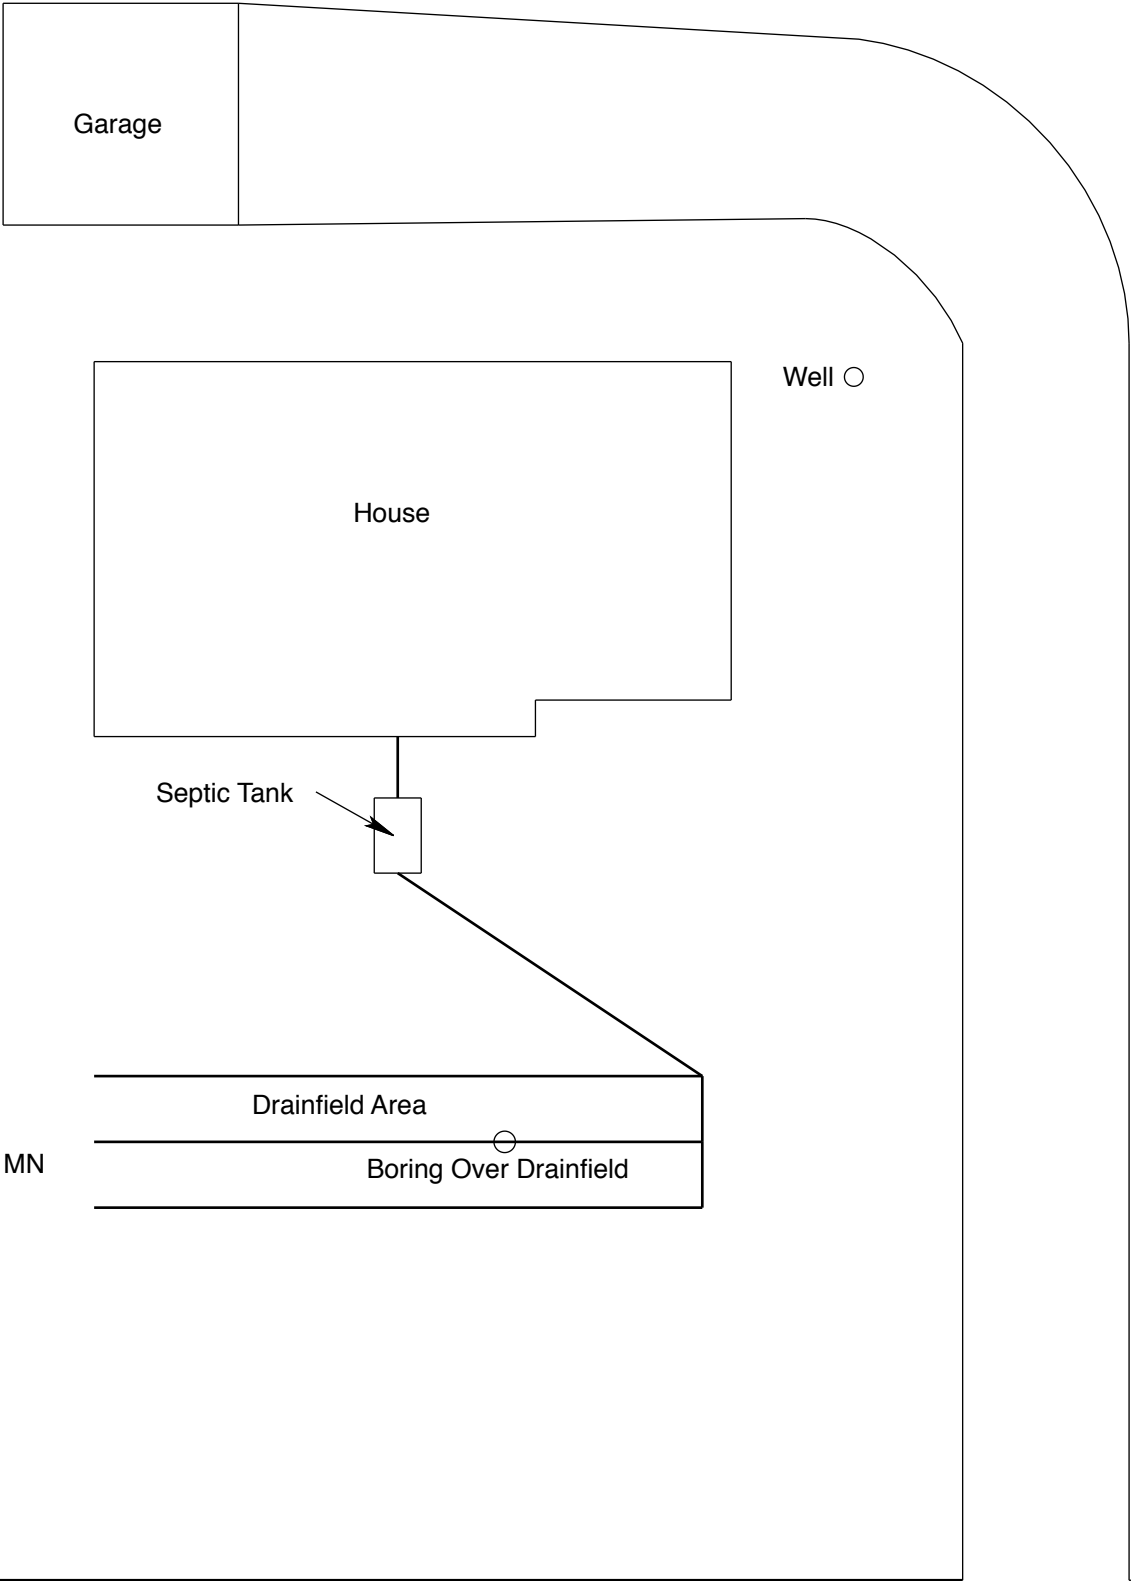 Garage
Well
House
Septic Tank
Drainfield Area
MN
Boring Over Drainfield